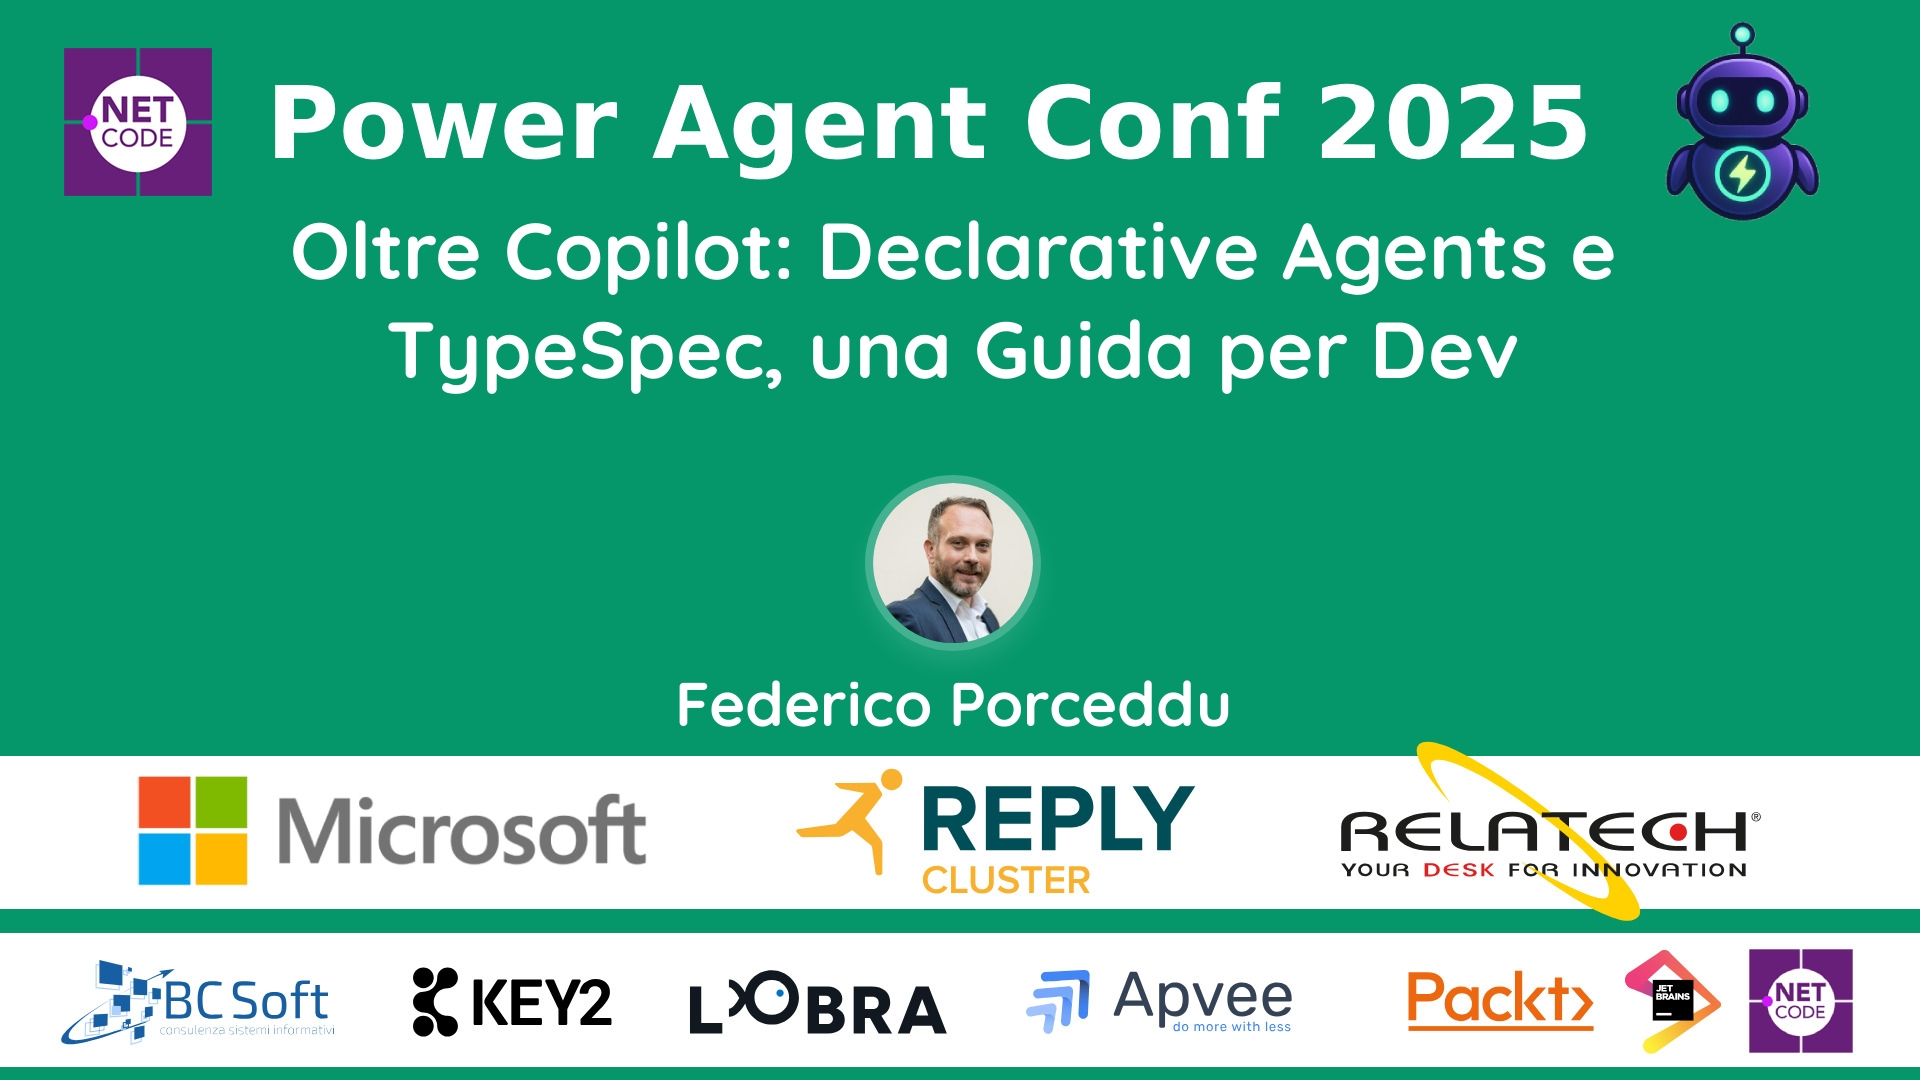 NET
CODE
Power Agent Conf 2025
Oltre Copilot: Declarative Agents e
TypeSpec, una Guida per Dev
Federico Porceddu
Microsoft
REPLY
CLUSTER
RELATECH®
YOUR DESK FOR INNOVATION
BC Soft
consulenza sistemi informativi
KEY2
LOBRA
Apvee
do more with less
Packt>
JET
BRAINS
NET
CODE